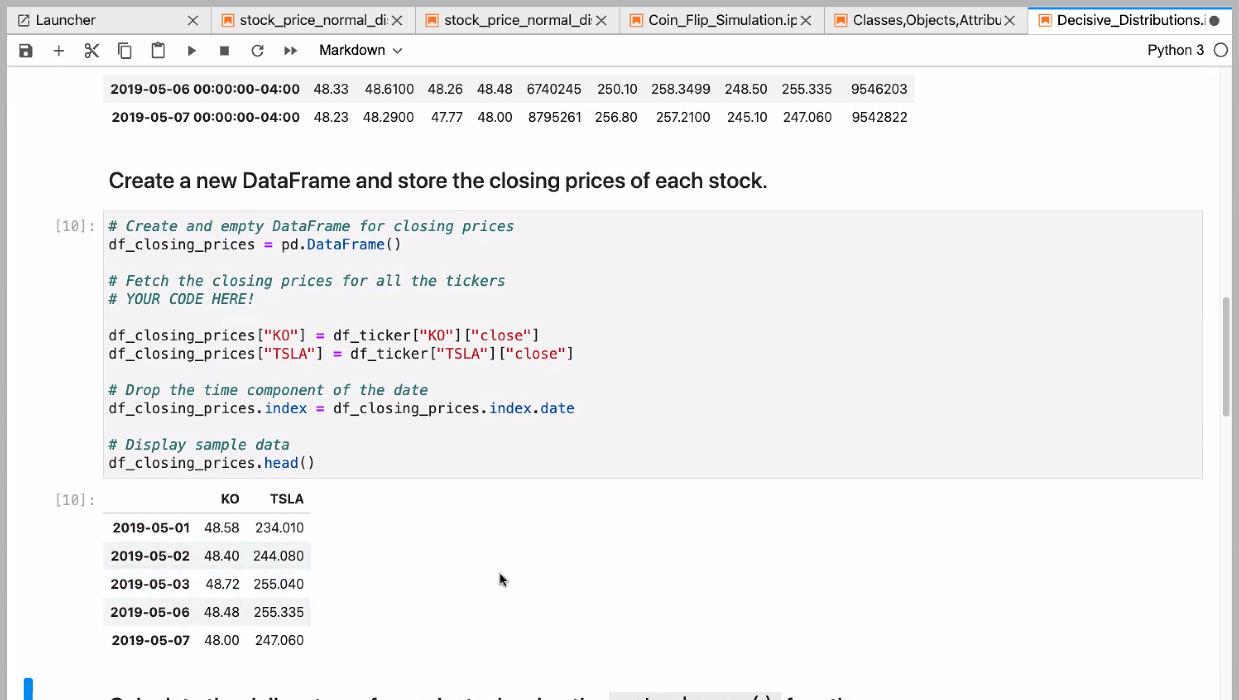 Launcher
stock_price_normal_di
stock_price_normal_di
Coin_Flip_Simulation.ip
Classes,Objects,Attribu
Decisive_Distributions.i
Markdown
Python 3
2019-05-06 00:00:00-04:00 48.33 48.6100 48.26 48.48 6740245 250.10 258.3499 248.50 255.335 9546203
2019-05-07 00:00:00-04:00 48.23 48.2900 47.77 48.00 8795261 256.80 257.2100 245.10 247.060 9542822
Create a new DataFrame and store the closing prices of each stock.
[10]: # Create and empty DataFrame for closing prices
df_closing_prices = pd.DataFrame()
# Fetch the closing prices for all the tickers
# YOUR CODE HERE!
df_closing_prices["KO"] = df_ticker["KO"]["close"]
df_closing_prices["TSLA"] = df_ticker["TSLA"]["close"]
# Drop the time component of the date
df_closing_prices.index = df_closing_prices.index.date
# Display sample data
df_closing_prices.head()
[10]: KO TSLA
2019-05-01 48.58 234.010
2019-05-02 48.40 244.080
2019-05-03 48.72 255.040
2019-05-06 48.48 255.335
2019-05-07 48.00 247.060